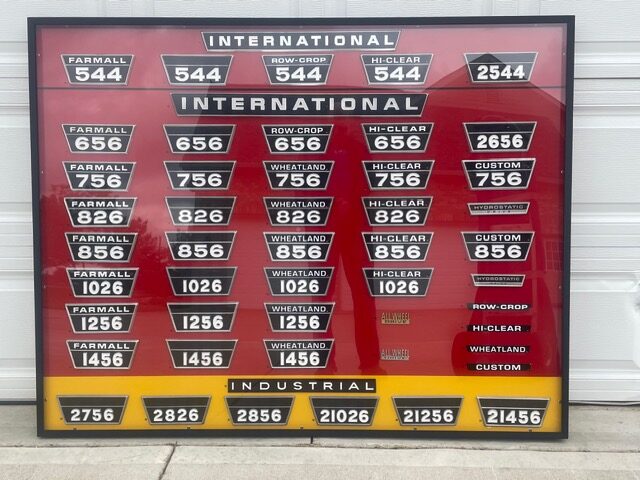 INTERNATIONAL
FARMALL 544
544
ROW-CROP 544
HI-CLEAR 544
2544
INTERNATIONAL
FARMALL 656
656
ROW-CROP 656
HI-CLEAR 656
2656
FARMALL 756
756
WHEATLAND 756
HI-CLEAR 756
CUSTOM 756
FARMALL 826
826
WHEATLAND 826
HI-CLEAR 826
HYDROSTATIC
FARMALL 856
856
WHEATLAND 856
HI-CLEAR 856
CUSTOM 856
FARMALL 1026
1026
WHEATLAND 1026
HI-CLEAR 1026
HYDROSTATIC
FARMALL 1256
1256
WHEATLAND 1256
ALL WHEEL
ROW-CROP
HI-CLEAR
FARMALL 1456
1456
WHEATLAND 1456
ALL WHEEL
WHEATLAND
CUSTOM
INDUSTRIAL
2756
2826
2856
21026
21256
21456